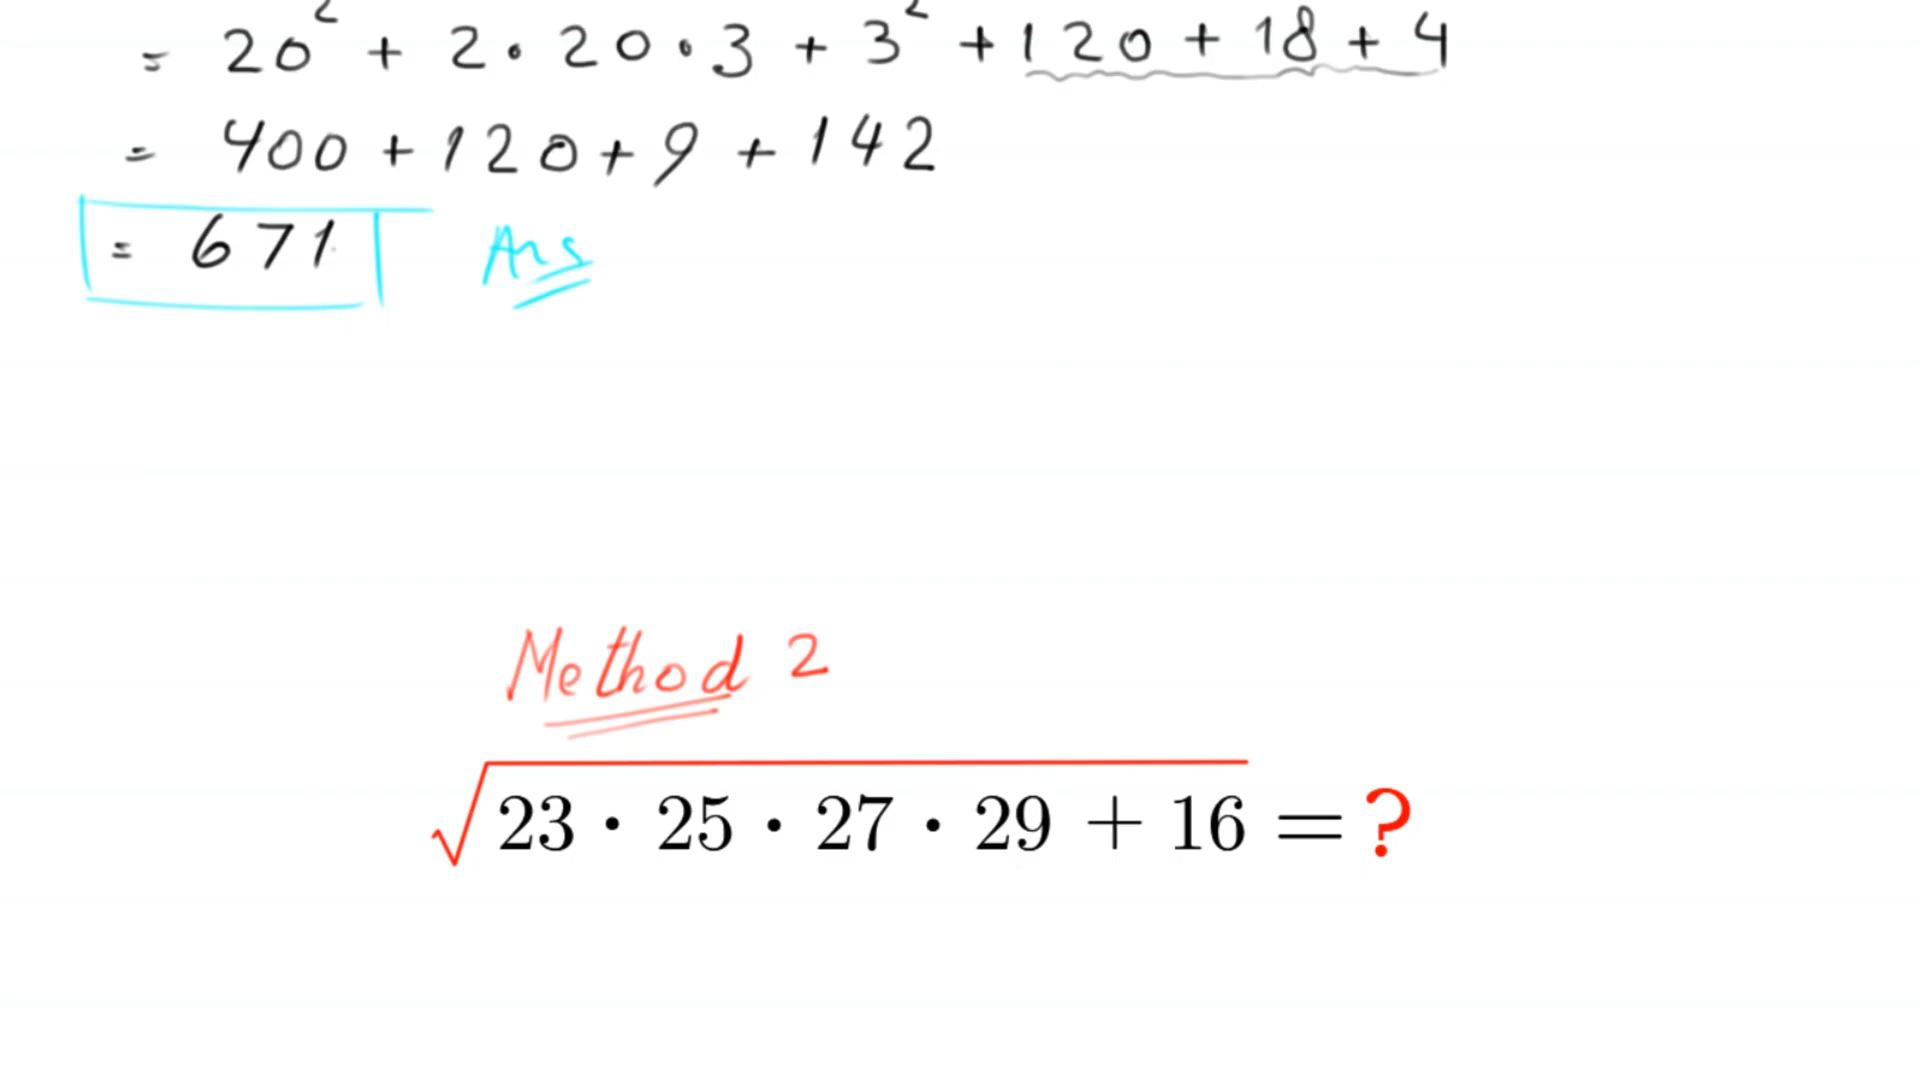 = 20² + 2 · 20 · 3 + 3² + 120 + 18 + 4
= 400 + 120 + 9 + 142
= 671 Ans
Method 2
√23 · 25 · 27 · 29 + 16 = ?